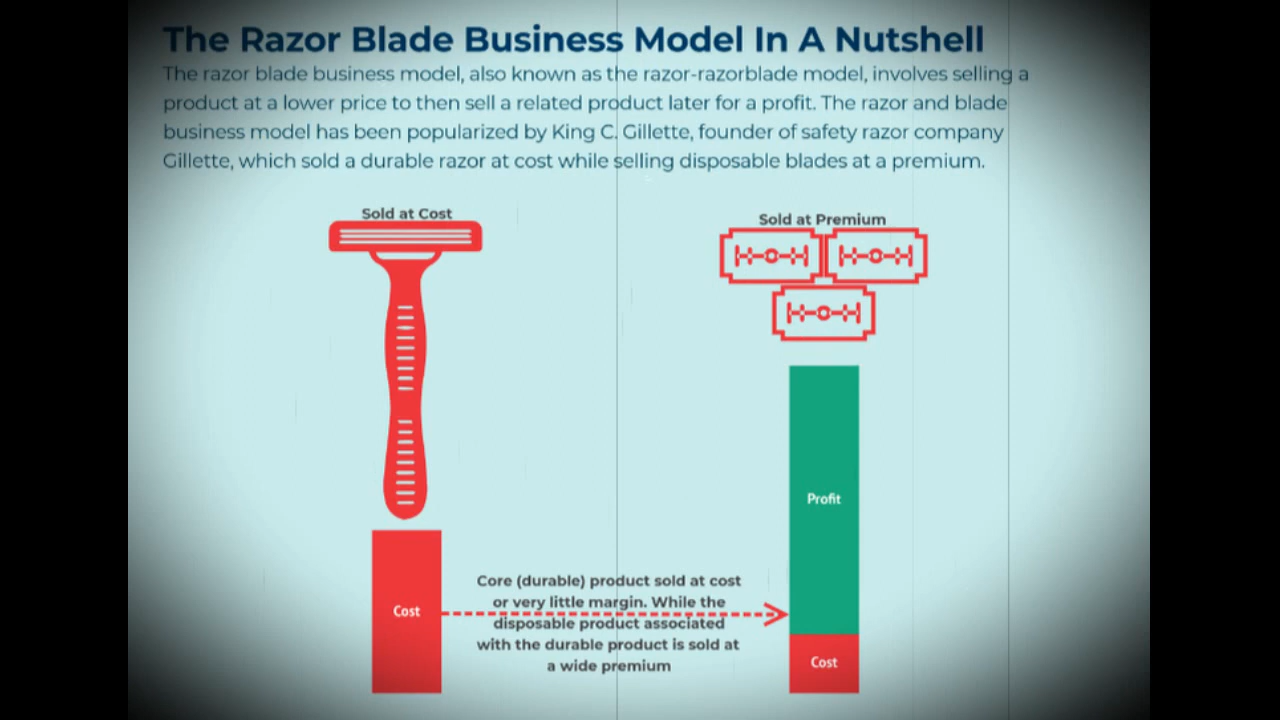 The Razor Blade Business Model In A Nutshell
The razor blade business model, also known as the razor-razorblade model, involves selling a
product at a lower price to then sell a related product later for a profit. The razor and blade
business model has been popularized by King C. Gillette, founder of safety razor company
Gillette, which sold a durable razor at cost while selling disposable blades at a premium.
Sold at Cost
Sold at Premium
Profit
Core (durable) product sold at cost
or very little margin. While the
disposable product associated
with the durable product is sold at
a wide premium
Cost
Cost